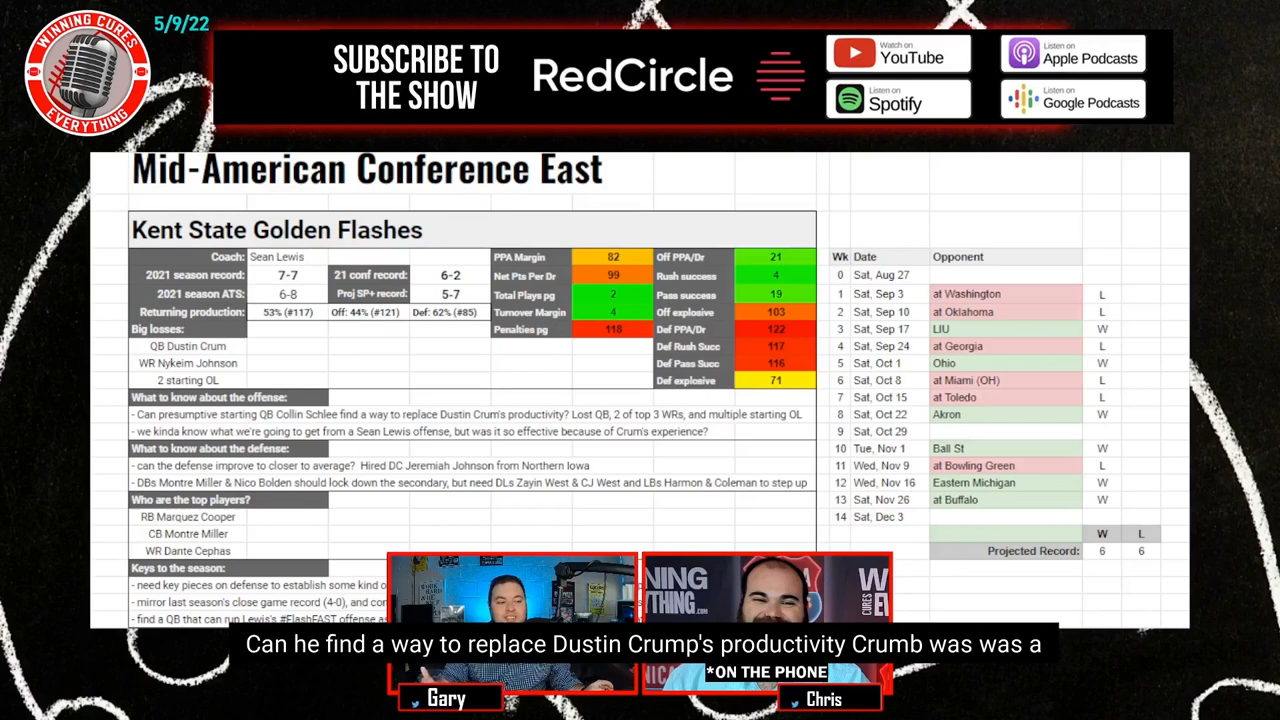 WINNING CURES
EVERYTHING
5/9/22
SUBSCRIBE TO
THE SHOW
RedCircle
Watch on
YouTube
Listen on
Apple Podcasts
Listen on
Spotify
Listen on
Google Podcasts
Mid-American Conference East
Kent State Golden Flashes
Coach: Sean Lewis
2021 season record: 7-7 21 conf record: 6-2
2021 season ATS: 6-8 Proj SP+ record: 5-7
Returning production: 53% (#117) Off: 44% (#121) Def: 62% (#85)
Big losses:
QB Dustin Crum
WR Nykeim Johnson
2 starting OL
PPA Margin 82 Off PPA/Dr 21
Net Pts Per Dr 99 Rush success 4
Total Plays pg 2 Pass success 19
Turnover Margin 4 Off explosive 103
Penalties pg 118 Def PPA/Dr 122
Def Rush Succ 117
Def Pass Succ 116
Def explosive 71
What to know about the offense:
- Can presumptive starting QB Collin Schlee find a way to replace Dustin Crum's productivity? Lost QB, 2 of top 3 WRs, and multiple starting OL
- we kinda know what we're going to get from a Sean Lewis offense, but was it so effective because of Crum's experience?
What to know about the defense:
- can the defense improve to closer to average? Hired DC Jeremiah Johnson from Northern Iowa
- DBs Montre Miller & Nico Bolden should lock down the secondary, but need DLs Zayin West & CJ West and LBs Harmon & Coleman to step up
Who are the top players?
RB Marquez Cooper
CB Montre Miller
WR Dante Cephas
Keys to the season:
- need key pieces on defense to establish some kind o
- mirror last season's close game record (4-0), and con
- find a QB that can run Lewis's #FlashFAST offense as
Wk Date Opponent
0 Sat, Aug 27
1 Sat, Sep 3 at Washington L
2 Sat, Sep 10 at Oklahoma L
3 Sat, Sep 17 LIU W
4 Sat, Sep 24 at Georgia L
5 Sat, Oct 1 Ohio W
6 Sat, Oct 8 at Miami (OH) L
7 Sat, Oct 15 at Toledo L
8 Sat, Oct 22 Akron W
9 Sat, Oct 29
10 Tue, Nov 1 Ball St W
11 Wed, Nov 9 at Bowling Green L
12 Wed, Nov 16 Eastern Michigan W
13 Sat, Nov 26 at Buffalo W
14 Sat, Dec 3
W L
Projected Record: 6 6
Can he find a way to replace Dustin Crump's productivity Crumb was was a
*ON THE PHONE
Gary
Chris